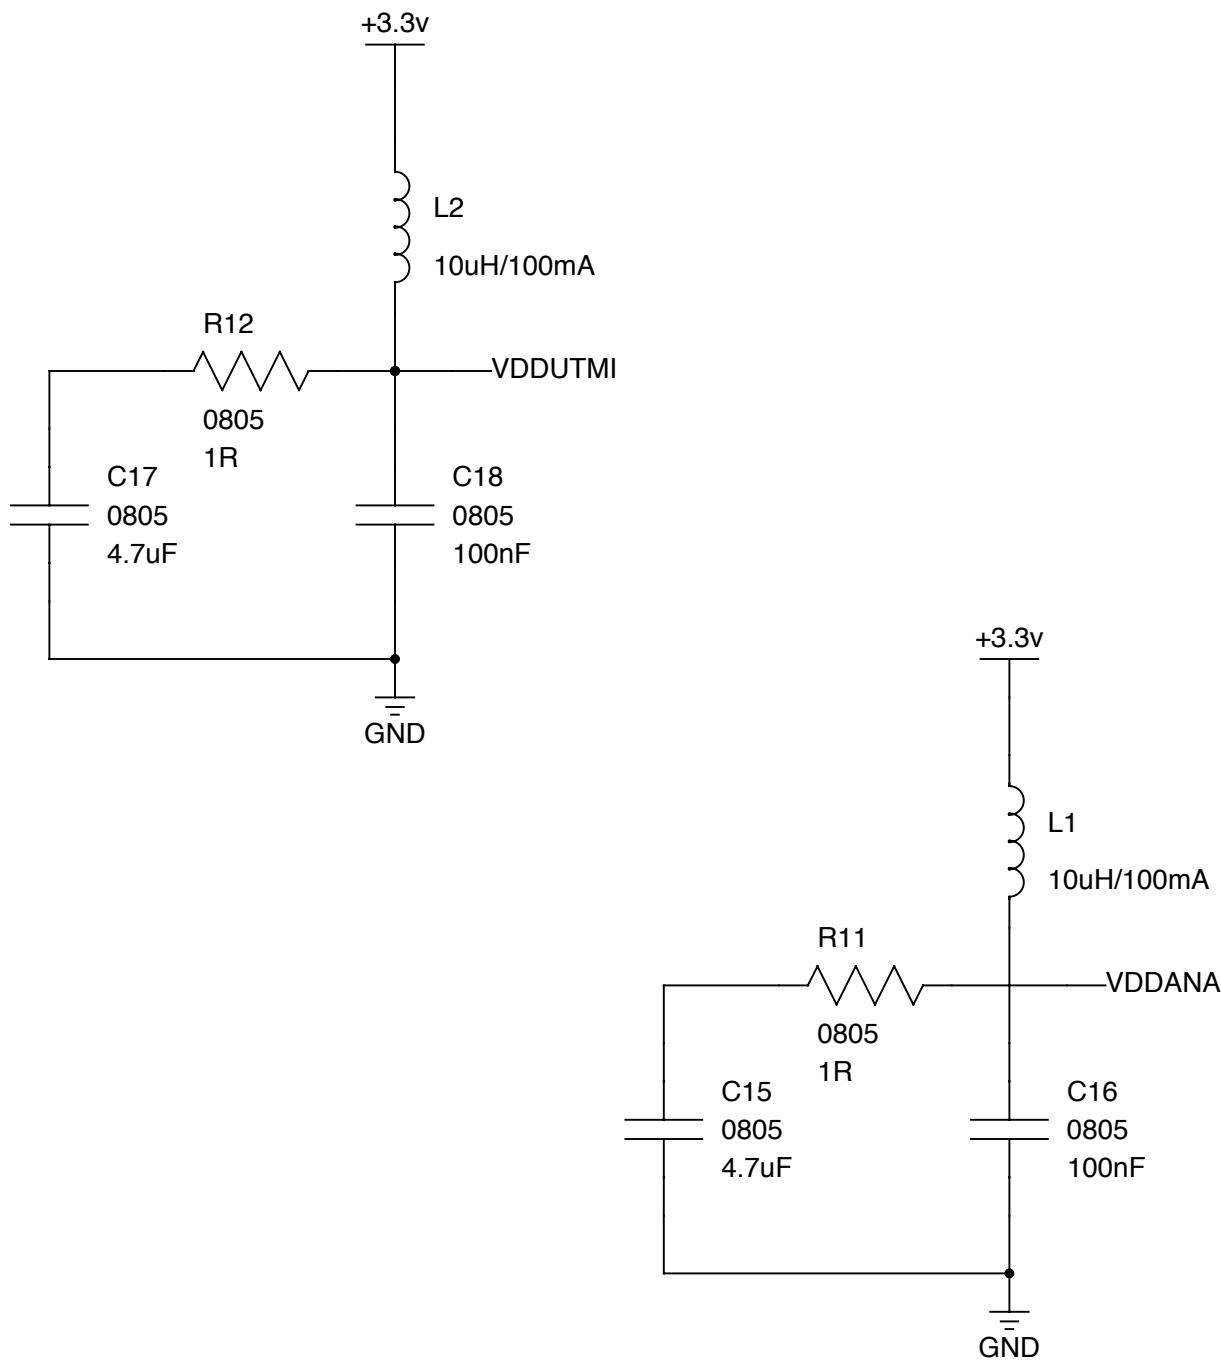 +3.3v
L2
10uH/100mA
R12
VDDUTMI
0805
1R
C17
0805
4.7uF
C18
0805
100nF
GND
+3.3v
L1
10uH/100mA
R11
VDDANA
0805
1R
C15
0805
4.7uF
C16
0805
100nF
GND